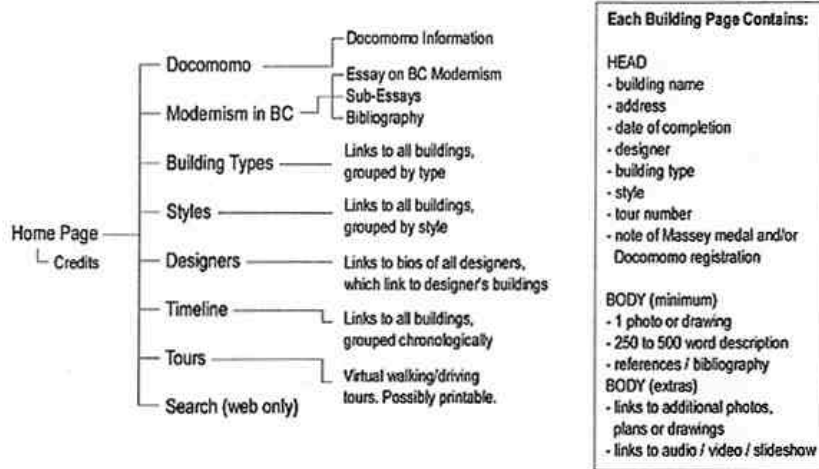 Home Page
Credits
Docomomo
Docomomo Information
Modernism in BC
Essay on BC Modernism
Sub-Essays
Bibliography
Building Types
Links to all buildings,
grouped by type
Styles
Links to all buildings,
grouped by style
Designers
Links to bios of all designers,
which link to designer's buildings
Timeline
Links to all buildings,
grouped chronologically
Tours
Virtual walking/driving
tours. Possibly printable.
Search (web only)
Each Building Page Contains:
HEAD
- building name
- address
- date of completion
- designer
- building type
- style
- tour number
- note of Massey medal and/or
Docomomo registration
BODY (minimum)
- 1 photo or drawing
- 250 to 500 word description
- references / bibliography
BODY (extras)
- links to additional photos,
plans or drawings
- links to audio / video / slideshow